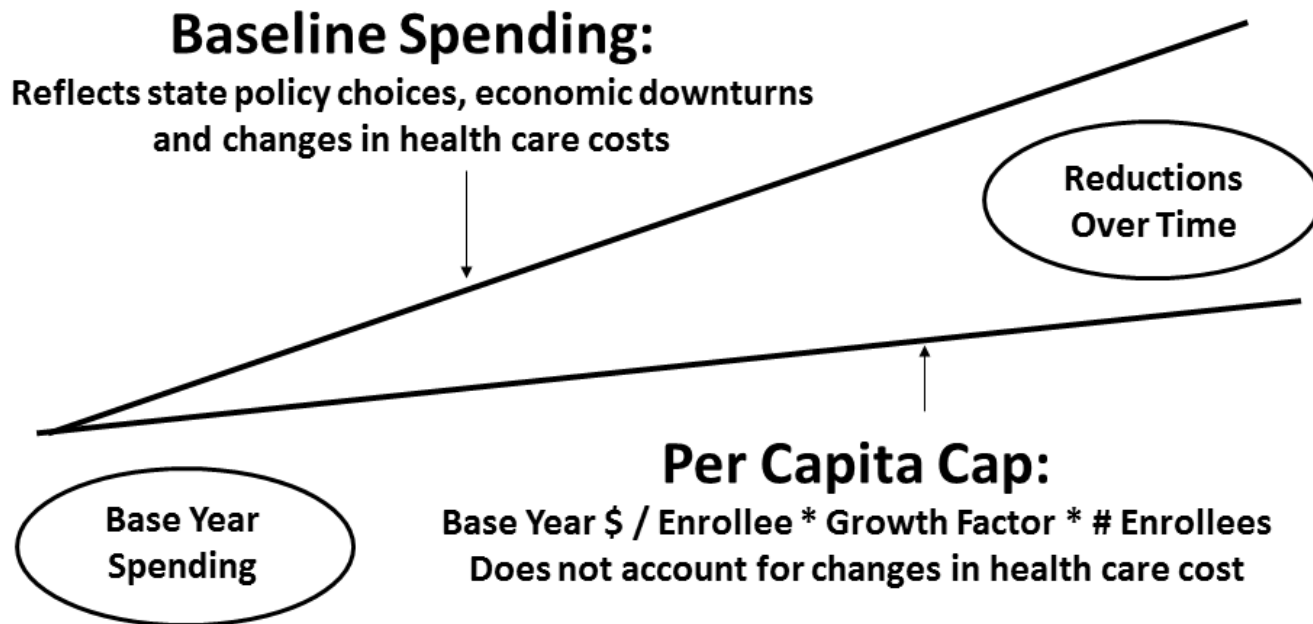 Baseline Spending:
Reflects state policy choices, economic downturns
and changes in health care costs
Reductions
Over Time
Per Capita Cap:
Base Year $ / Enrollee * Growth Factor * # Enrollees
Does not account for changes in health care cost
Base Year
Spending